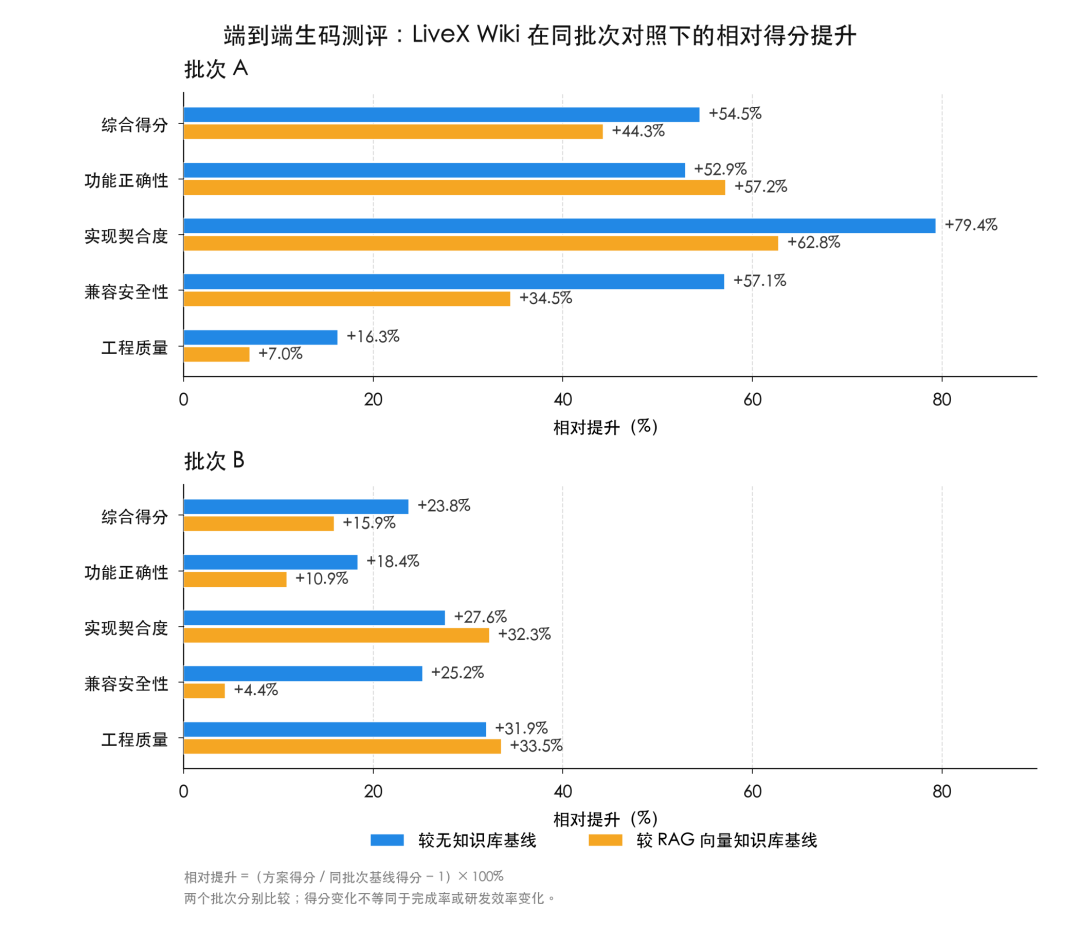 端到端生码测评：LiveX Wiki 在同批次对照下的相对得分提升
批次 A
综合得分
+54.5%
+44.3%
功能正确性
+52.9%
+57.2%
实现契合度
+79.4%
+62.8%
兼容安全性
+57.1%
+34.5%
工程质量
+16.3%
+7.0%
0 20 40 60 80
相对提升（%）
批次 B
综合得分
+23.8%
+15.9%
功能正确性
+18.4%
+10.9%
实现契合度
+27.6%
+32.3%
兼容安全性
+25.2%
+4.4%
工程质量
+31.9%
+33.5%
0 20 40 60 80
相对提升（%）
较无知识库基线 较 RAG 向量知识库基线
相对提升 =（方案得分 / 同批次基线得分 − 1）× 100%
两个批次分别比较；得分变化不等同于完成率或研发效率变化。